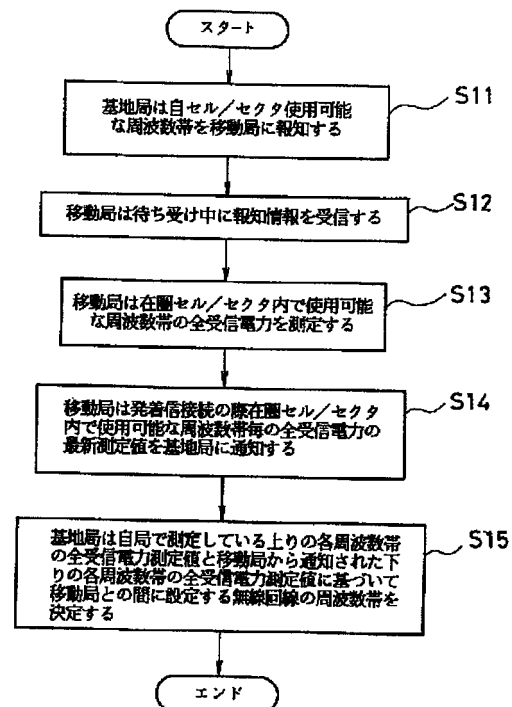 スタート
基地局は自セル/セクタ使用可能
な周波数帯を移動局に報知する
S11
移動局は待ち受け中に報知情報を受信する
S12
移動局は在圏セル/セクタ内で使用可能
な周波数帯の全受信電力を測定する
S13
移動局は発着信接続の際在圏セル/セクタ
内で使用可能な周波数帯毎の全受信電力の
最新測定値を基地局に通知する
S14
基地局は自局で測定している上りの各周波数帯
の全受信電力測定値と移動局から通知された下
りの各周波数帯の全受信電力測定値に基づいて
移動局との間に設定する無線回線の周波数帯を
決定する
S15
エンド